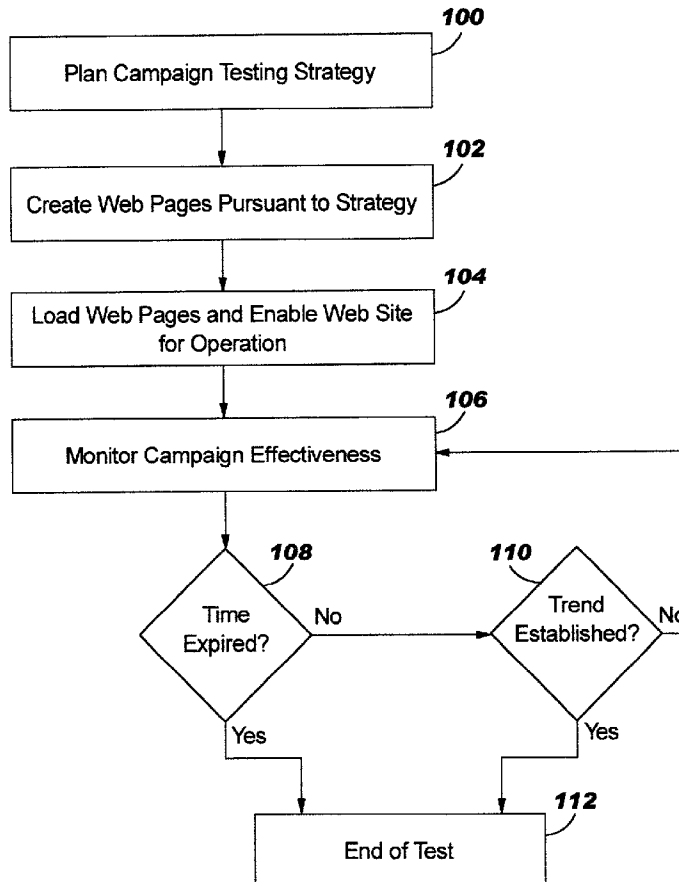 100
Plan Campaign Testing Strategy
102
Create Web Pages Pursuant to Strategy
104
Load Web Pages and Enable Web Site
for Operation
106
Monitor Campaign Effectiveness
108
Time
Expired?
No
110
Trend
Established?
No
Yes
Yes
112
End of Test